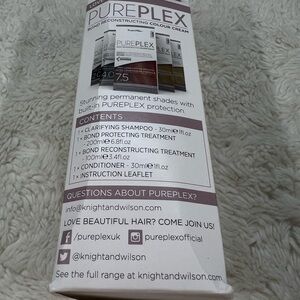 PUREPLEX
BOND RECONSTRUCTING COLOUR CREAM
PUREPLEX
7.5
Stunning permanent shades with
built-in PUREPLEX protection.
CONTENTS
1 × CLARIFYING SHAMPOO - 30ml℮1fl.oz
1 × BOND PROTECTING TREATMENT
- 200ml℮6.8fl.oz
1 × BOND RECONSTRUCTING TREATMENT
100ml℮3.4fl.oz
1 × CONDITIONER - 30ml℮1fl.oz
1 × INSTRUCTION LEAFLET
QUESTIONS ABOUT PUREPLEX?
info@knightandwilson.com
LOVE BEAUTIFUL HAIR? COME JOIN US!
/pureplexuk @pureplexofficial
@knightandwilson
See the full range at knightandwilson.com